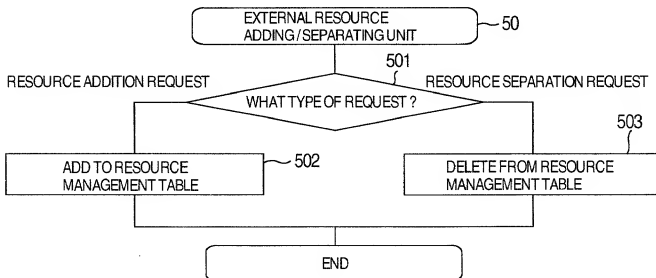 EXTERNAL RESOURCE
ADDING/SEPARATING UNIT
50
501
RESOURCE ADDITION REQUEST
RESOURCE SEPARATION REQUEST
WHAT TYPE OF REQUEST ?
503
ADD TO RESOURCE
MANAGEMENT TABLE
502
DELETE FROM RESOURCE
MANAGEMENT TABLE
END